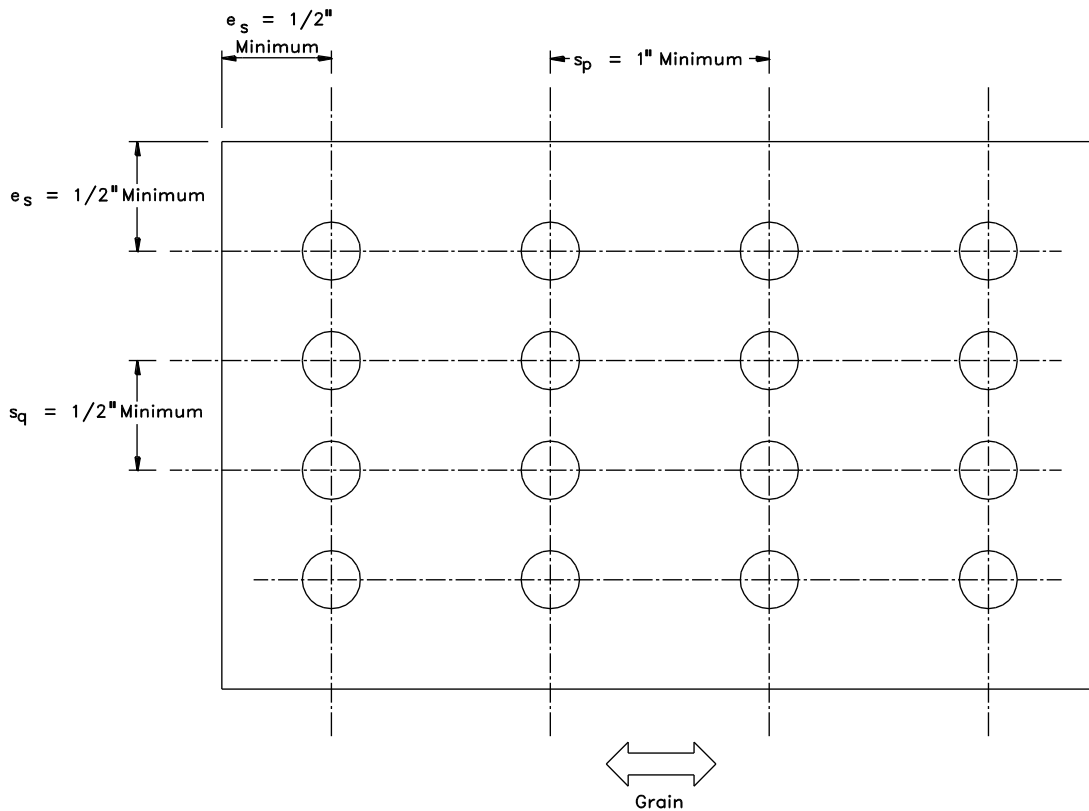 e_s = 1/2"
Minimum
s_p = 1" Minimum
e_s = 1/2" Minimum
s_q = 1/2" Minimum
Grain